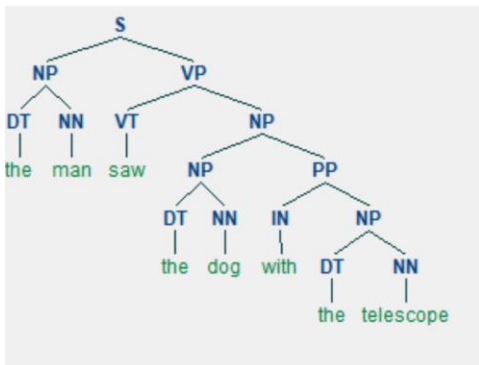 S
NP VP
DT NN VT NP
the man saw
NP PP
DT NN IN NP
the dog with DT NN
the telescope